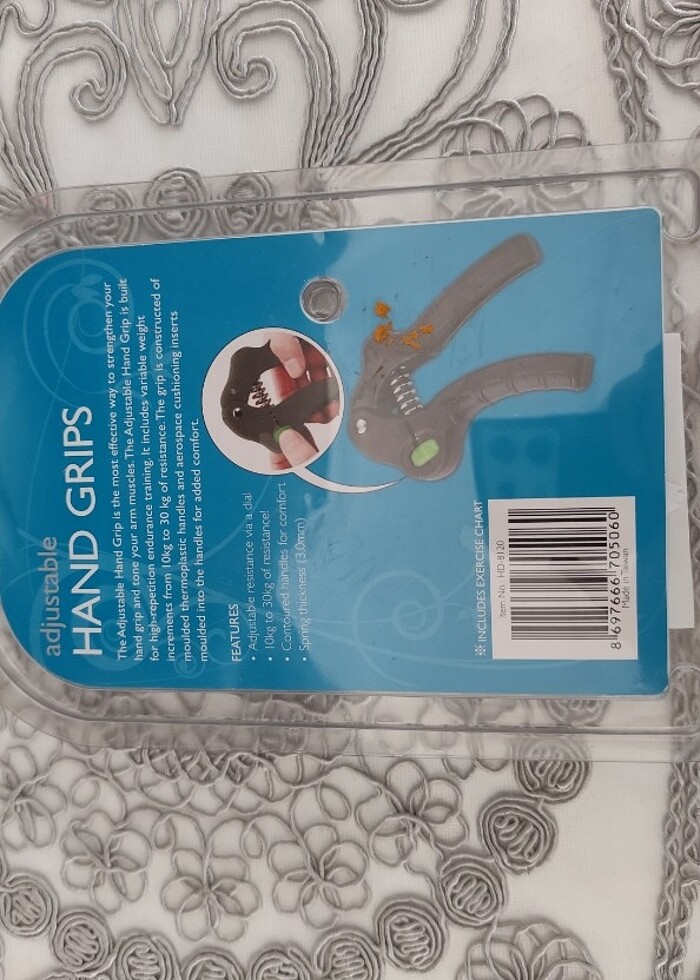 adjustable
HAND GRIPS
The Adjustable Hand Grip is the most effective way to strengthen your
hand grip and tone your arm muscles. The Adjustable Hand Grip is built
for high-repetition endurance training. It includes variable weight
increments from 10kg to 30 kg of resistance. The grip is constructed of
moulded thermoplastic handles and aerospace cushioning inserts
moulded into the handles for added comfort.
FEATURES
• Adjustable resistance via a dial
• 10kg to 30kg of resistance!
• Contoured handles for comfort
• Spring thickness (3.0mm)
※ INCLUDES EXERCISE CHART
Item No. HD 8120
8 697666 705060
Made in Taiwan